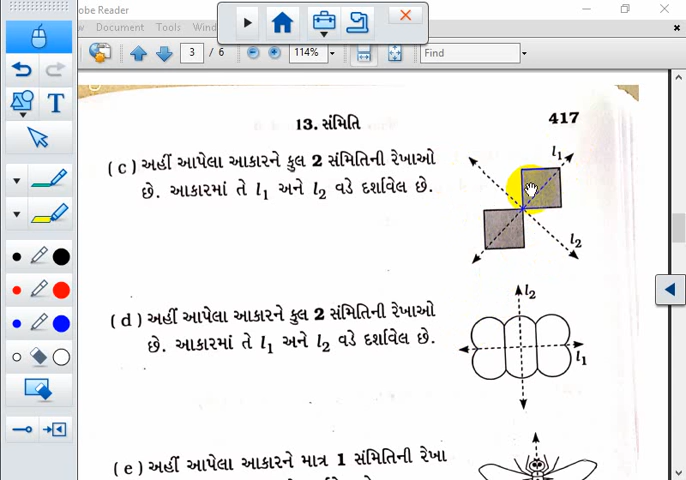 obe Reader
Document Tools Window
3 / 6 114% Find
13. સંમિતિ 417
(c) અહીં આપેલા આકારને કુલ 2 સંમિતિની રેખાઓ
છે. આકારમાં તે l₁ અને l₂ વડે દર્શાવેલ છે.
l₁
l₂
(d) અહીં આપેલા આકારને કુલ 2 સંમિતિની રેખાઓ
છે. આકારમાં તે l₁ અને l₂ વડે દર્શાવેલ છે.
l₂
l₁
(e) અહીં આપેલા આકારને માત્ર 1 સંમિતિની રેખા
T